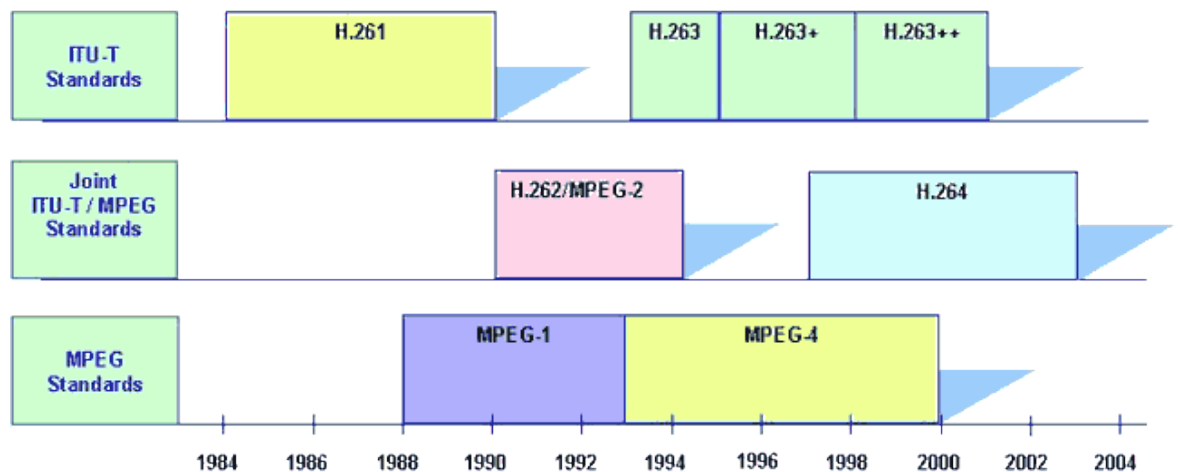 ITU-T
Standards
H.261
H.263
H.263+
H.263++
Joint
ITU-T / MPEG
Standards
H.262/MPEG-2
H.264
MPEG
Standards
MPEG-1
MPEG-4
1984 1986 1988 1990 1992 1994 1996 1998 2000 2002 2004